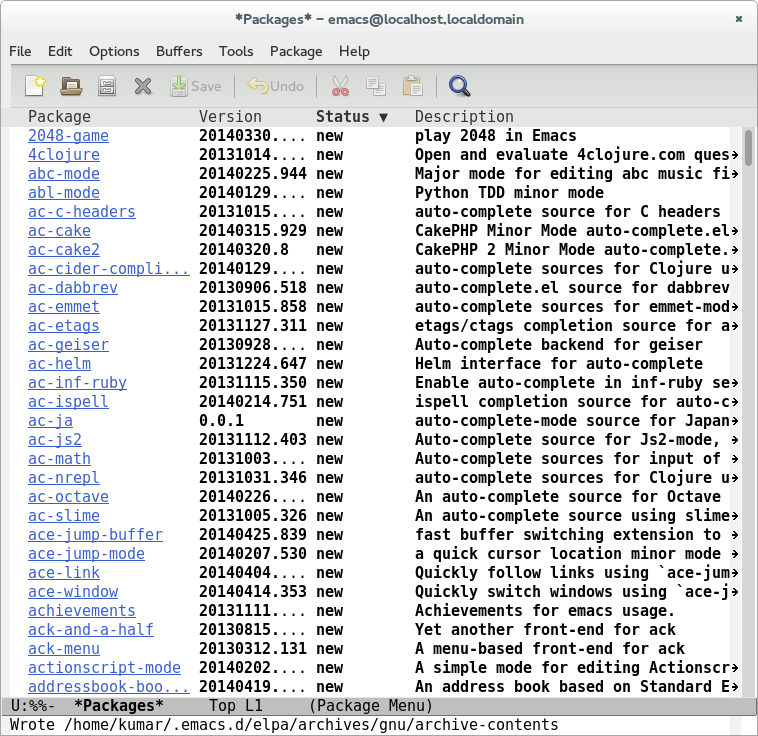 *Packages* – emacs@localhost.localdomain ×
File Edit Options Buffers Tools Package Help
Save Undo
Package Version Status ▼ Description
2048-game 20140330.... new play 2048 in Emacs
4clojure 20131014.... new Open and evaluate 4clojure.com ques→
abc-mode 20140225.944 new Major mode for editing abc music fi→
abl-mode 20140129.... new Python TDD minor mode
ac-c-headers 20131015.... new auto-complete source for C headers
ac-cake 20140315.929 new CakePHP Minor Mode auto-complete.el→
ac-cake2 20140320.8 new CakePHP 2 Minor Mode auto-complete.→
ac-cider-compli... 20140129.... new auto-complete sources for Clojure u→
ac-dabbrev 20130906.518 new auto-complete.el source for dabbrev
ac-emmet 20131015.858 new auto-complete sources for emmet-mod→
ac-etags 20131127.311 new etags/ctags completion source for a→
ac-geiser 20130928.... new Auto-complete backend for geiser
ac-helm 20131224.647 new Helm interface for auto-complete
ac-inf-ruby 20131115.350 new Enable auto-complete in inf-ruby se→
ac-ispell 20140214.751 new ispell completion source for auto-c→
ac-ja 0.0.1 new auto-complete-mode source for Japan→
ac-js2 20131112.403 new Auto-complete source for Js2-mode, →
ac-math 20131003.... new Auto-complete sources for input of →
ac-nrepl 20131031.346 new auto-complete sources for Clojure u→
ac-octave 20140226.... new An auto-complete source for Octave
ac-slime 20131005.326 new An auto-complete source using slime→
ace-jump-buffer 20140425.839 new fast buffer switching extension to →
ace-jump-mode 20140207.530 new a quick cursor location minor mode →
ace-link 20140404.... new Quickly follow links using `ace-jum→
ace-window 20140414.353 new Quickly switch windows using `ace-j→
achievements 20131111.... new Achievements for emacs usage.
ack-and-a-half 20130815.... new Yet another front-end for ack
ack-menu 20130312.131 new A menu-based front-end for ack
actionscript-mode 20140202.... new A simple mode for editing Actionscr→
addressbook-boo... 20140419.... new An address book based on Standard E→
U:%%- *Packages* Top L1 (Package Menu)
Wrote /home/kumar/.emacs.d/elpa/archives/gnu/archive-contents